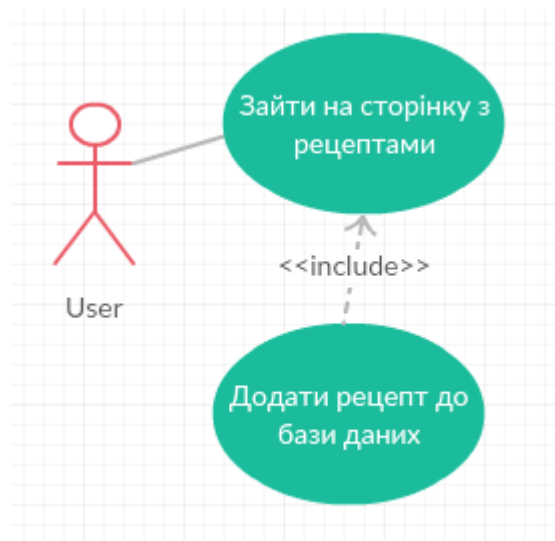 Зайти на сторінку з
рецептами
<<include>>
User
Додати рецепт до
бази даних